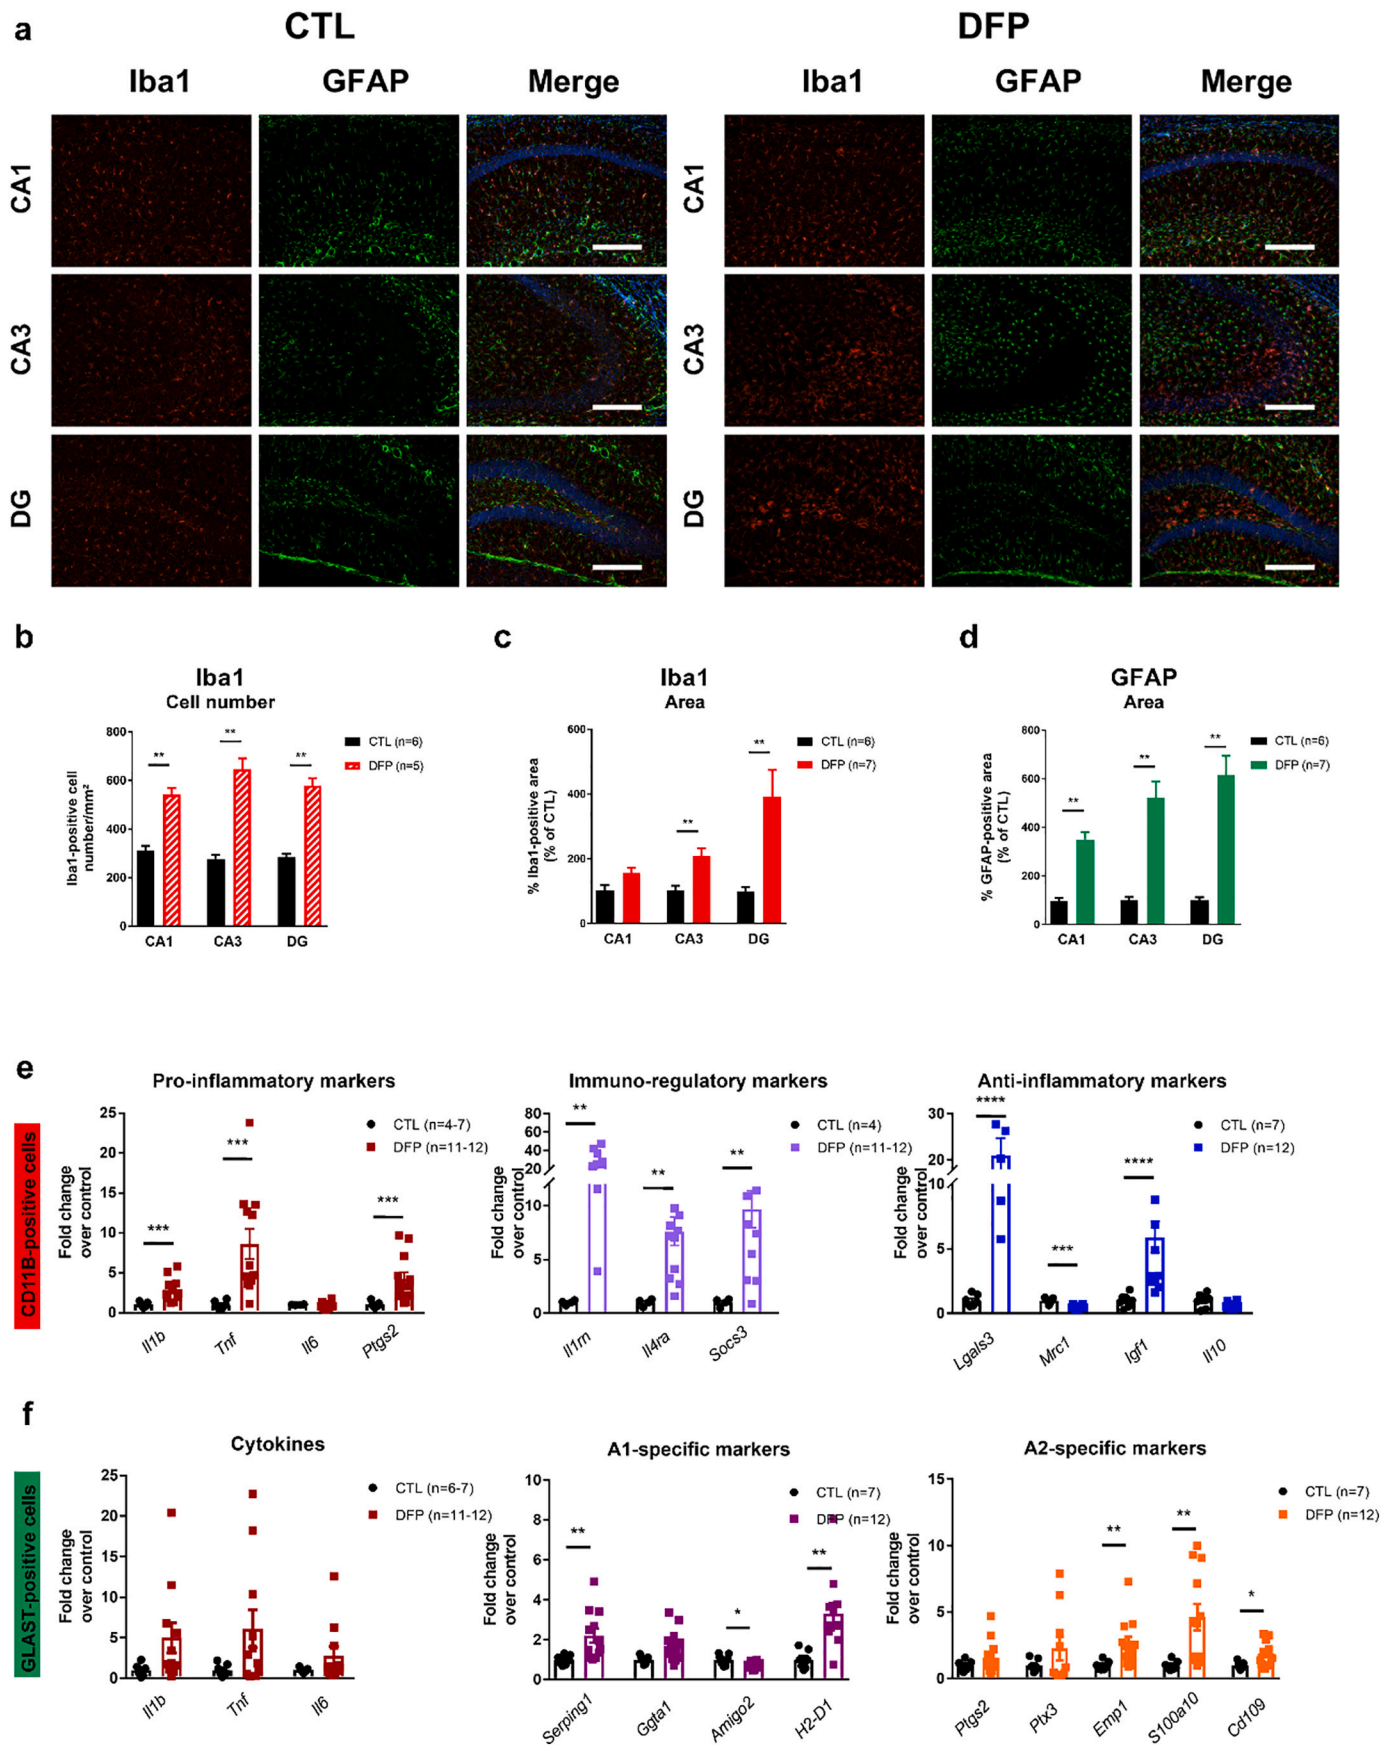 a
CTL
DFP
Iba1 GFAP Merge Iba1 GFAP Merge
CA1 CA1
CA3 CA3
DG DG
b
Iba1
Cell number
Iba1-positive cell
number/mm²
800
600
400
200
0
CA1 CA3 DG
** ** **
CTL (n=6)
DFP (n=5)
c
Iba1
Area
% Iba1-positive area
(% of CTL)
600
400
200
0
CA1 CA3 DG
** **
CTL (n=6)
DFP (n=7)
d
GFAP
Area
% GFAP-positive area
(% of CTL)
800
600
400
200
0
CA1 CA3 DG
** ** **
CTL (n=6)
DFP (n=7)
e
CD11B-positive cells
Pro-inflammatory markers
Fold change
over control
25
20
15
10
5
0
*** *** ***
Il1b Tnf Il6 Ptgs2
CTL (n=4-7)
DFP (n=11-12)
Immuno-regulatory markers
Fold change
over control
80
60
40
20
10
5
0
** ** **
Il1rn Il4ra Socs3
CTL (n=4)
DFP (n=11-12)
Anti-inflammatory markers
Fold change
over control
30
20
10
5
0
**** *** ****
Lgals3 Mrc1 Igf1 Il10
CTL (n=7)
DFP (n=12)
f
GLAST-positive cells
Cytokines
Fold change
over control
25
20
15
10
5
0
Il1b Tnf Il6
CTL (n=6-7)
DFP (n=11-12)
A1-specific markers
Fold change
over control
10
8
6
4
2
0
** * **
Serping1 Ggta1 Amigo2 H2-D1
CTL (n=7)
DFP (n=12)
A2-specific markers
Fold change
over control
15
10
5
0
** ** *
Ptgs2 Ptx3 Emp1 S100a10 Cd109
CTL (n=7)
DFP (n=12)